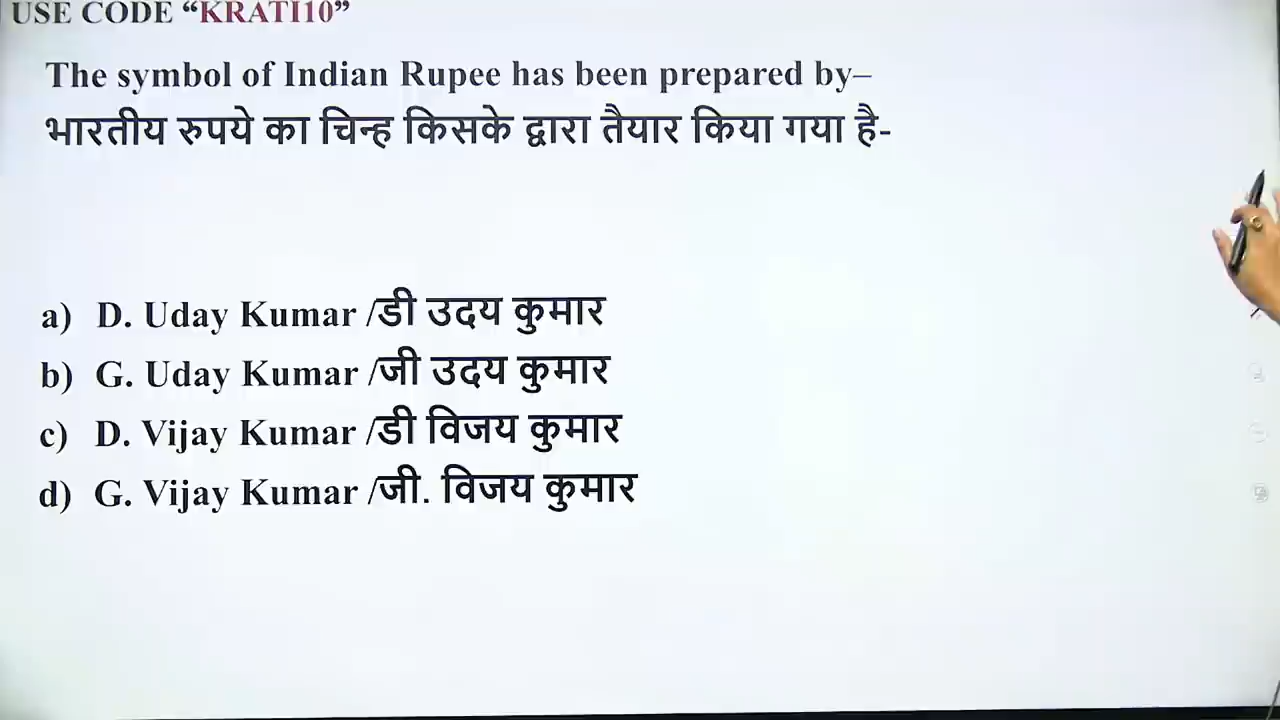 USE CODE “KRATI10”
The symbol of Indian Rupee has been prepared by–
भारतीय रुपये का चिन्ह किसके द्वारा तैयार किया गया है-
a) D. Uday Kumar /डी उदय कुमार
b) G. Uday Kumar /जी उदय कुमार
c) D. Vijay Kumar /डी विजय कुमार
d) G. Vijay Kumar /जी. विजय कुमार